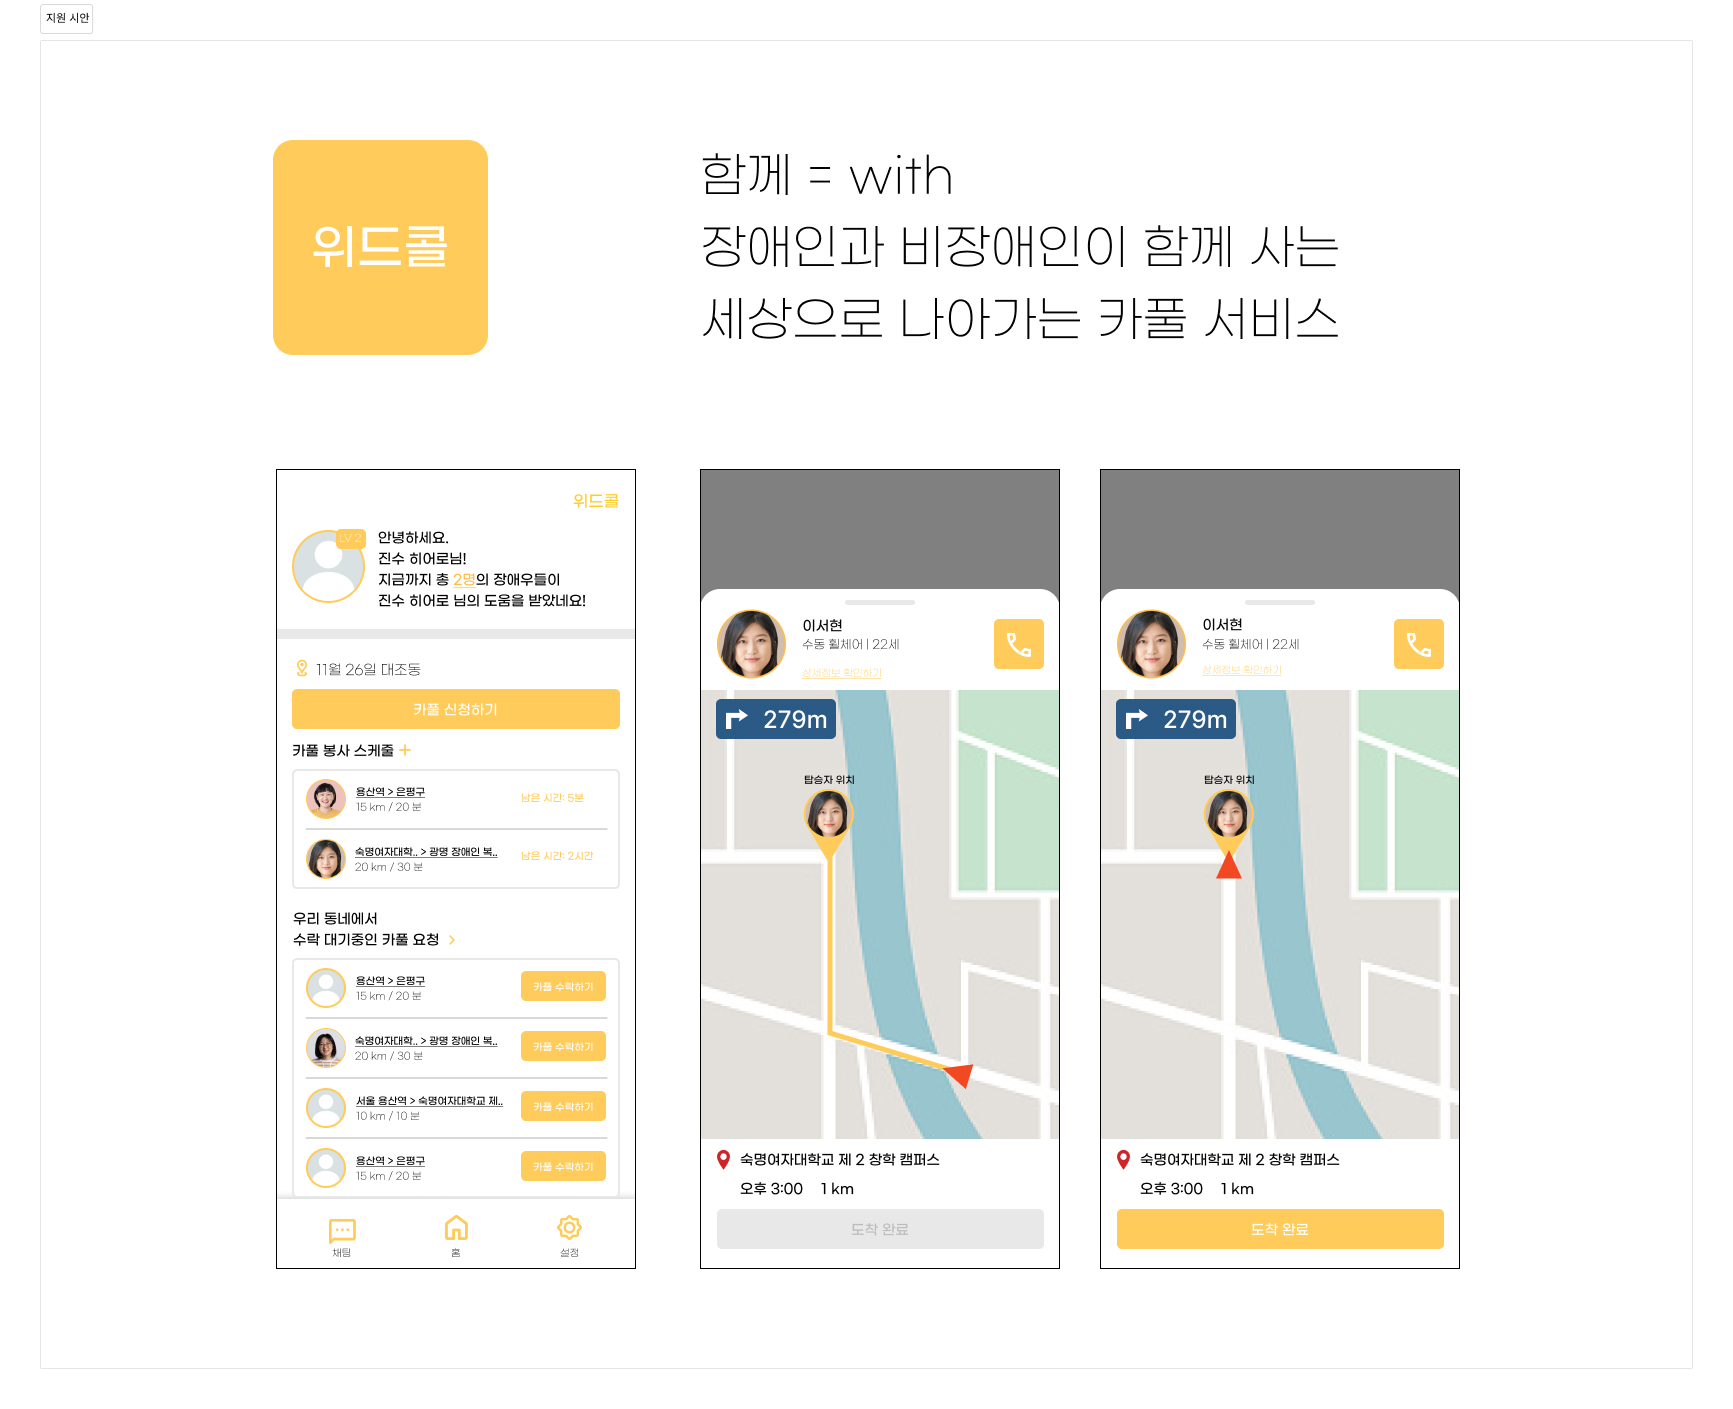 지원 시안
위드콜
함께 = with
장애인과 비장애인이 함께 사는
세상으로 나아가는 카풀 서비스
위드콜
LV 2
안녕하세요.
진수 히어로님!
지금까지 총 2명의 장애우들이
진수 히어로 님의 도움을 받았네요!
11월 26일 대조동
카풀 신청하기
카풀 봉사 스케줄
용산역 > 은평구
15 km / 20 분
남은 시간: 5분
숙명여자대학.. > 광명 장애인 복..
20 km / 30 분
남은 시간: 2시간
우리 동네에서
수락 대기중인 카풀 요청 >
용산역 > 은평구
15 km / 20 분
카풀 수락하기
숙명여자대학.. > 광명 장애인 복..
20 km / 30 분
카풀 수락하기
서울 용산역 > 숙명여자대학교 제..
10 km / 10 분
카풀 수락하기
용산역 > 은평구
15 km / 20 분
카풀 수락하기
채팅
홈
설정
이서현
수동 휠체어 | 22세
상세정보 확인하기
279m
탑승자 위치
숙명여자대학교 제 2 창학 캠퍼스
오후 3:00 1 km
도착 완료
이서현
수동 휠체어 | 22세
상세정보 확인하기
279m
탑승자 위치
숙명여자대학교 제 2 창학 캠퍼스
오후 3:00 1 km
도착 완료